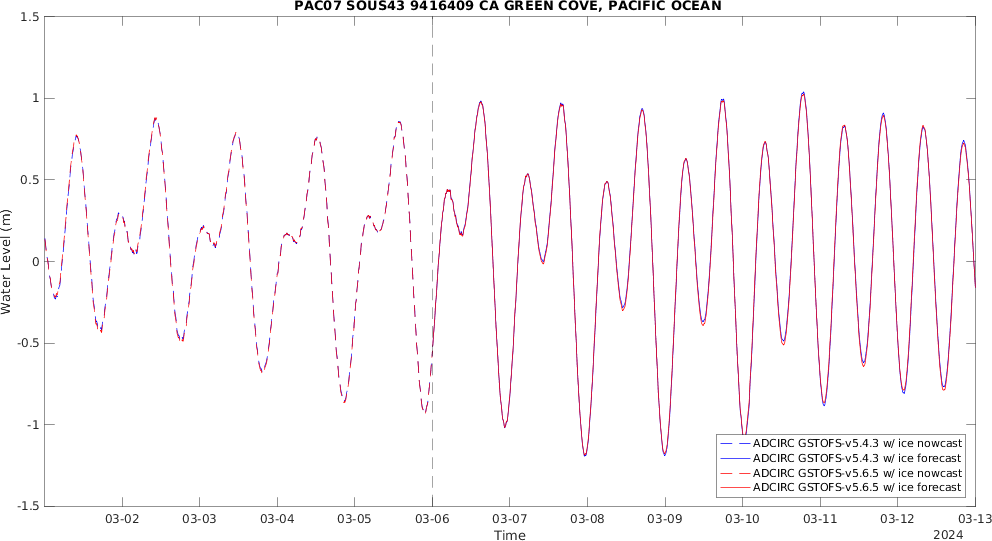 PAC07 SOUS43 9416409 CA GREEN COVE, PACIFIC OCEAN
1.5
1
0.5
0
-0.5
-1
-1.5
Water Level (m)
ADCIRC GSTOFS-v5.4.3 w/ ice nowcast
ADCIRC GSTOFS-v5.4.3 w/ ice forecast
ADCIRC GSTOFS-v5.6.5 w/ ice nowcast
ADCIRC GSTOFS-v5.6.5 w/ ice forecast
03-02 03-03 03-04 03-05 03-06 03-07 03-08 03-09 03-10 03-11 03-12 03-13
Time
2024